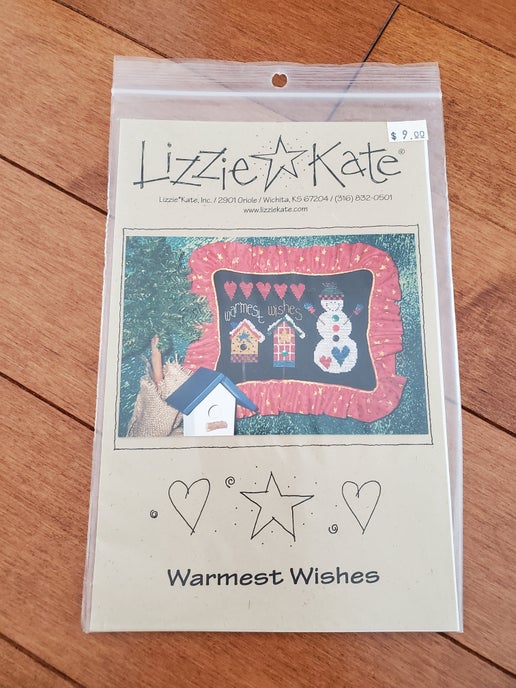 $ 9.00
Lizzie Kate®
Lizzie*Kate, Inc. / 2901 Oriole / Wichita, KS 67204 / (316) 832-0501
www.lizziekate.com
warmest wishes
Warmest Wishes